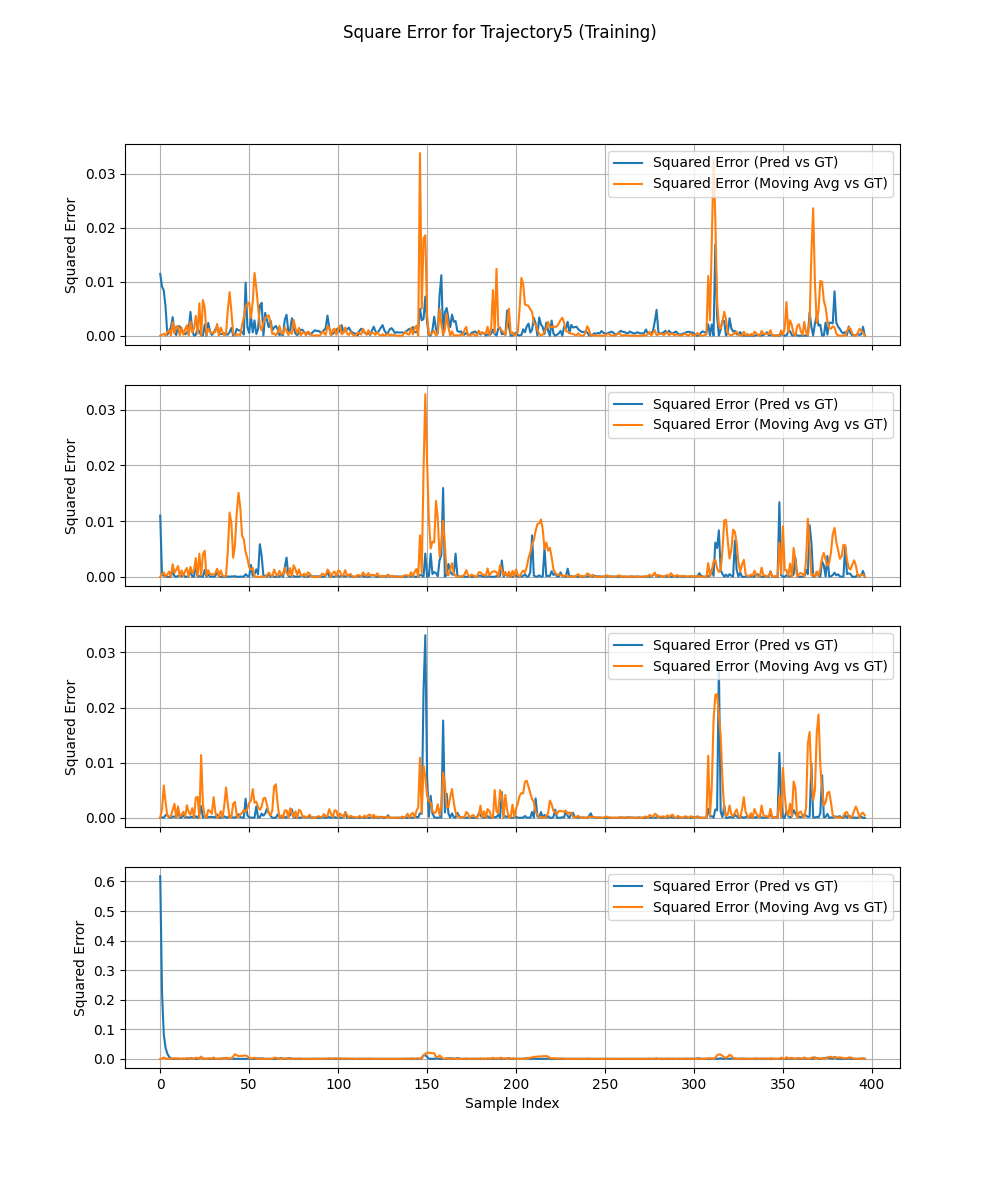 Square Error for Trajectory5 (Training)
Squared Error
0.03
0.02
0.01
0.00
Squared Error (Pred vs GT)
Squared Error (Moving Avg vs GT)
Squared Error
0.03
0.02
0.01
0.00
Squared Error (Pred vs GT)
Squared Error (Moving Avg vs GT)
Squared Error
0.03
0.02
0.01
0.00
Squared Error (Pred vs GT)
Squared Error (Moving Avg vs GT)
Squared Error
0.6
0.5
0.4
0.3
0.2
0.1
0.0
Squared Error (Pred vs GT)
Squared Error (Moving Avg vs GT)
0 50 100 150 200 250 300 350 400
Sample Index